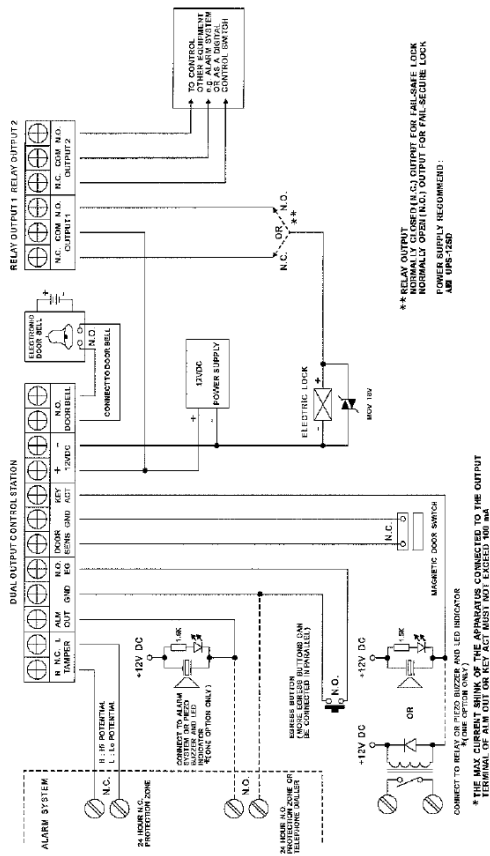 DUAL OUTPUT CONTROL STATION
RELAY OUTPUT 1
RELAY OUTPUT 2
H N.C. L
TAMPER
ALM
OUT
GND
N.O.
EG
DOOR
SENS
GND
KEY
ACT
+
-
12VDC
N.O.
DOOR BELL
N.C. COM N.O.
OUTPUT 1
N.C. COM N.O.
OUTPUT 2
ELECTRONIC
DOOR BELL
+
-
N.O.
CONNECT TO DOOR BELL
TO CONTROL
OTHER EQUIPMENT
e.g. ALARM SYSTEM
OR AS A DIGITAL
CONTROL SWITCH
12VDC
POWER SUPPLY
+
-
N.C.
OR
N.O.
**
ELECTRIC LOCK
-
+
MOV 18V
ALARM SYSTEM
H : Hi POTENTIAL
L : Lo POTENTIAL
N.C.
24 HOUR N.C.
PROTECTION ZONE
+12V DC
1.5K
CONNECT TO ALARM
SYSTEM OR PIEZO
BUZZER AND LED
INDICATOR
*(ONE OPTION ONLY)
N.O.
24 HOUR N.O.
PROTECTION ZONE OR
TELEPHONE DIALLER
EGRESS BUTTON
(MORE EGRESS BUTTONS CAN
BE CONNECTED IN PARALLEL)
N.O.
N.C.
MAGNETIC DOOR SWITCH
+12V DC
OR
+12V DC
1.5K
CONNECT TO RELAY OR PIEZO BUZZER AND LED INDICATOR
*(ONE OPTION ONLY)
* THE MAX CURRENT SHINK OF THE APPARATUS CONNECTED TO THE OUTPUT
TERMINAL OF ALM OUT OR KEY ACT MUST NOT EXCEED 100 mA
** RELAY OUTPUT
NORMALLY CLOSED (N.C.) OUTPUT FOR FAIL-SAFE LOCK
NORMALLY OPEN (N.O.) OUTPUT FOR FAIL-SECURE LOCK
POWER SUPPLY RECOMMEND :
UPS-12SD